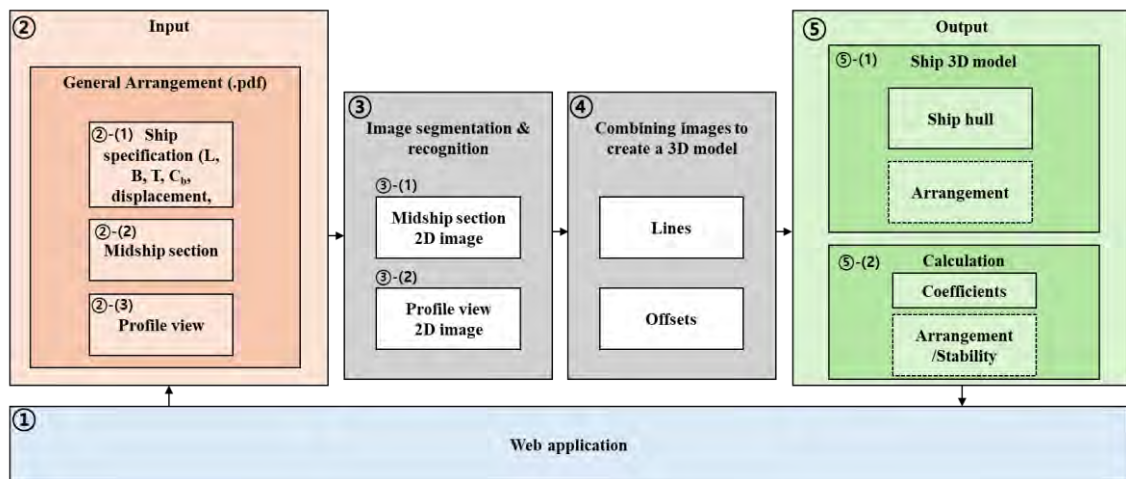 ② Input
General Arrangement (.pdf)
②-(1) Ship
specification (L,
B, T, Cb,
displacement,
②-(2)
Midship section
②-(3)
Profile view
③
Image segmentation &
recognition
③-(1)
Midship section
2D image
③-(2)
Profile view
2D image
④
Combining images to
create a 3D model
Lines
Offsets
⑤ Output
⑤-(1) Ship 3D model
Ship hull
Arrangement
⑤-(2) Calculation
Coefficients
Arrangement
/Stability
①
Web application